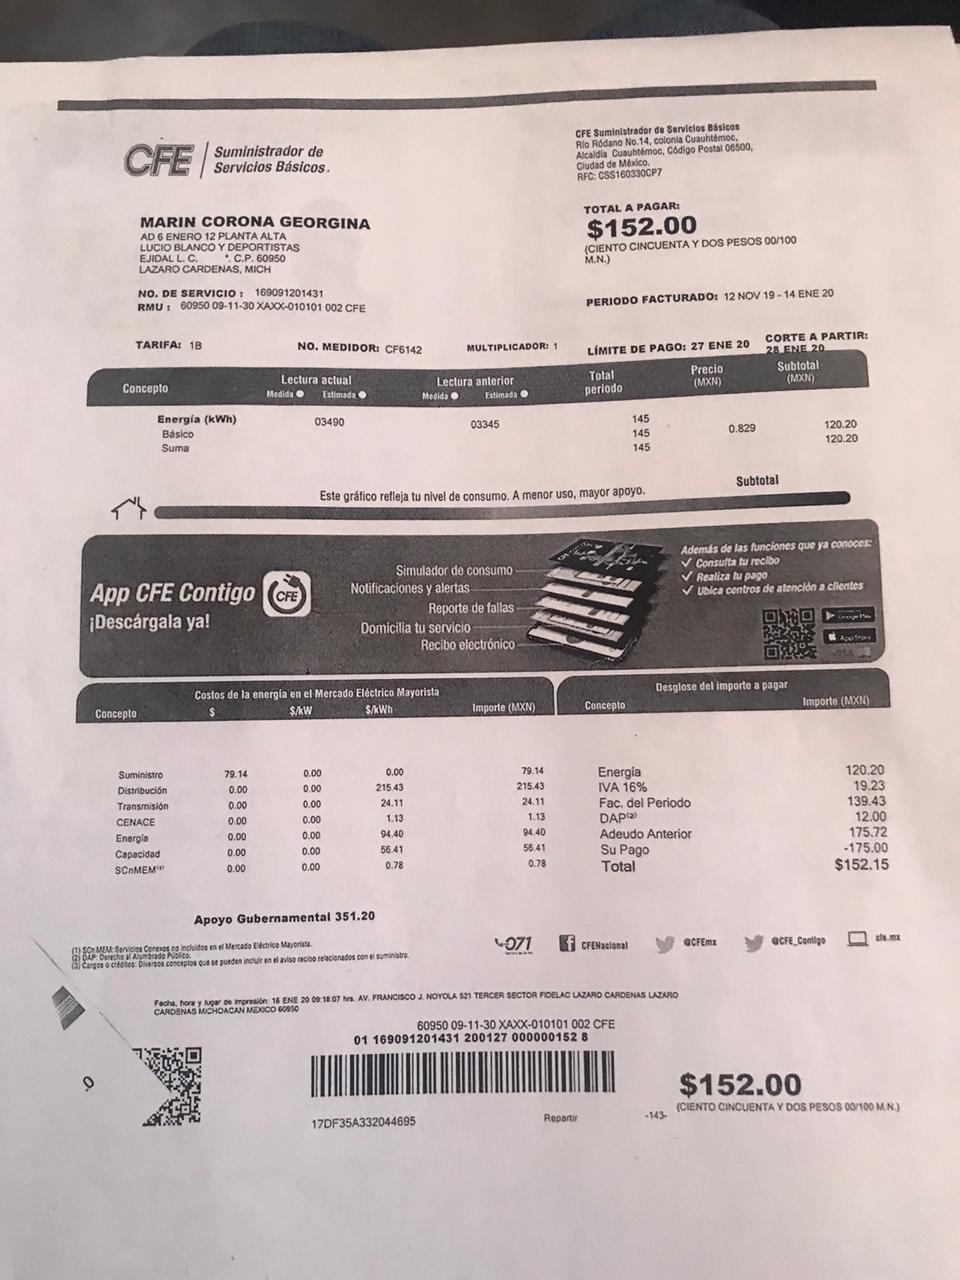 CFE Suministrador de
Servicios Básicos®
CFE Suministrador de Servicios Básicos
Río Ródano No.14, colonia Cuauhtémoc,
Alcaldía Cuauhtémoc, Código Postal 06500,
Ciudad de México.
RFC: CSS160330CP7
MARIN CORONA GEORGINA
AD 6 ENERO 12 PLANTA ALTA
LUCIO BLANCO Y DEPORTISTAS
EJIDAL L. C. *. C.P. 60950
LAZARO CARDENAS, MICH
TOTAL A PAGAR:
$152.00
(CIENTO CINCUENTA Y DOS PESOS 00/100
M.N.)
NO. DE SERVICIO : 169091201431
RMU : 60950 09-11-30 XAXX-010101 002 CFE
PERIODO FACTURADO: 12 NOV 19 - 14 ENE 20
TARIFA: 1B NO. MEDIDOR: CF6142 MULTIPLICADOR: 1 LÍMITE DE PAGO: 27 ENE 20 CORTE A PARTIR:
28 ENE 20
Concepto Lectura actual Lectura anterior Total periodo Precio (MXN) Subtotal (MXN)
Medida Estimada Medida Estimada
Energía (kWh) 03490 03345 145
Básico 145 0.829 120.20
Suma 145 120.20
Subtotal
Este gráfico refleja tu nivel de consumo. A menor uso, mayor apoyo.
App CFE Contigo CFE
¡Descárgala ya!
Simulador de consumo
Notificaciones y alertas
Reporte de fallas
Domicilia tu servicio
Recibo electrónico
Además de las funciones que ya conoces:
✓ Consulta tu recibo
✓ Realiza tu pago
✓ Ubica centros de atención a clientes
Google Play
App Store
VISA
Costos de la energía en el Mercado Eléctrico Mayorista
Concepto $ $/kW $/kWh Importe (MXN)
Suministro 79.14 0.00 0.00 79.14
Distribución 0.00 0.00 215.43 215.43
Transmisión 0.00 0.00 24.11 24.11
CENACE 0.00 0.00 1.13 1.13
Energía 0.00 0.00 94.40 94.40
Capacidad 0.00 0.00 56.41 56.41
SCnMEM⁽¹⁾ 0.00 0.00 0.78 0.78
Desglose del importe a pagar
Concepto Importe (MXN)
Energía 120.20
IVA 16% 19.23
Fac. del Periodo 139.43
DAP⁽²⁾ 12.00
Adeudo Anterior 175.72
Su Pago -175.00
Total $152.15
Apoyo Gubernamental 351.20
(1) SCnMEM: Servicios Conexos no incluidos en el Mercado Eléctrico Mayorista.
(2) DAP: Derecho al Alumbrado Público.
(3) Cargos o créditos: Diversos conceptos que se pueden incluir en el aviso recibo relacionados con el suministro.
071 CFENacional @CFEmx @CFE_Contigo cfe.mx
Fecha, hora y lugar de impresión: 16 ENE 20 09:18:07 hrs. AV. FRANCISCO J. NOYOLA 521 TERCER SECTOR FIDELAC LAZARO CARDENAS LAZARO
CARDENAS MICHOACAN MEXICO 60950
60950 09-11-30 XAXX-010101 002 CFE
01 169091201431 200127 000000152 8
17DF35A332044695
Repartir
-143-
$152.00
(CIENTO CINCUENTA Y DOS PESOS 00/100 M.N.)